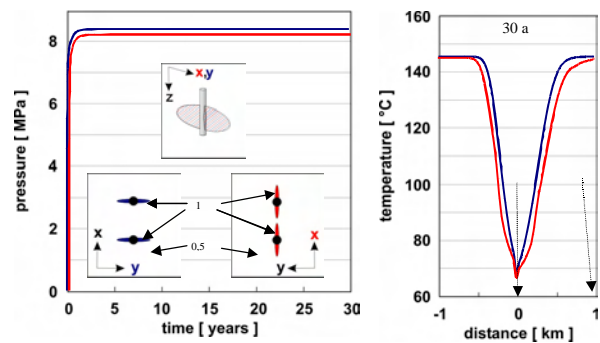 8
6
4
2
0
pressure [ MPa ]
x,y
z
1
0.5
x
y
x
y
0 5 10 15 20 25 30
time [ years ]
30 a
160
140
120
100
80
60
temperature [ °C ]
-1 0 1
distance [ km ]